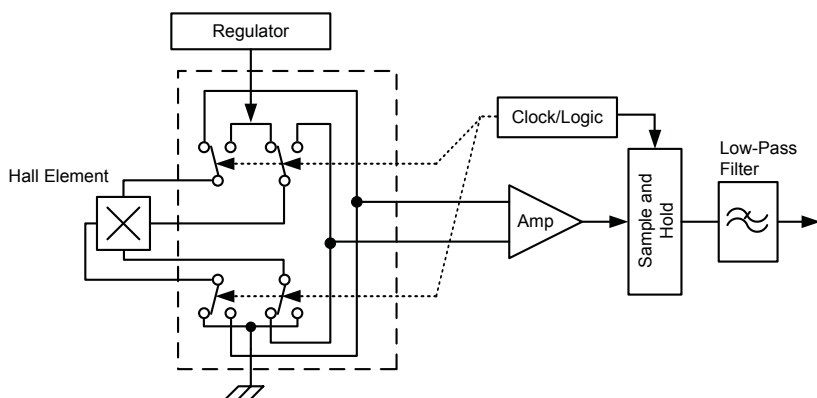 Regulator
Clock/Logic
Hall Element
Low-Pass
Filter
Amp
Sample and
Hold